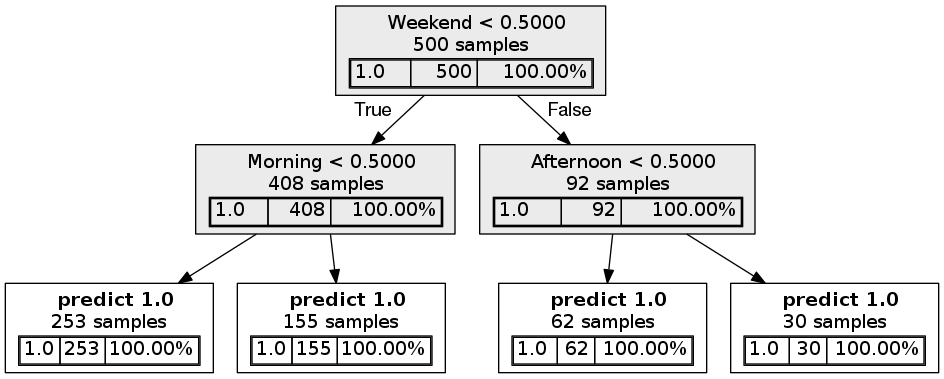 Weekend < 0.5000
500 samples
1.0 500 100.00%
True False
Morning < 0.5000
408 samples
1.0 408 100.00%
Afternoon < 0.5000
92 samples
1.0 92 100.00%
predict 1.0
253 samples
1.0 253 100.00%
predict 1.0
155 samples
1.0 155 100.00%
predict 1.0
62 samples
1.0 62 100.00%
predict 1.0
30 samples
1.0 30 100.00%